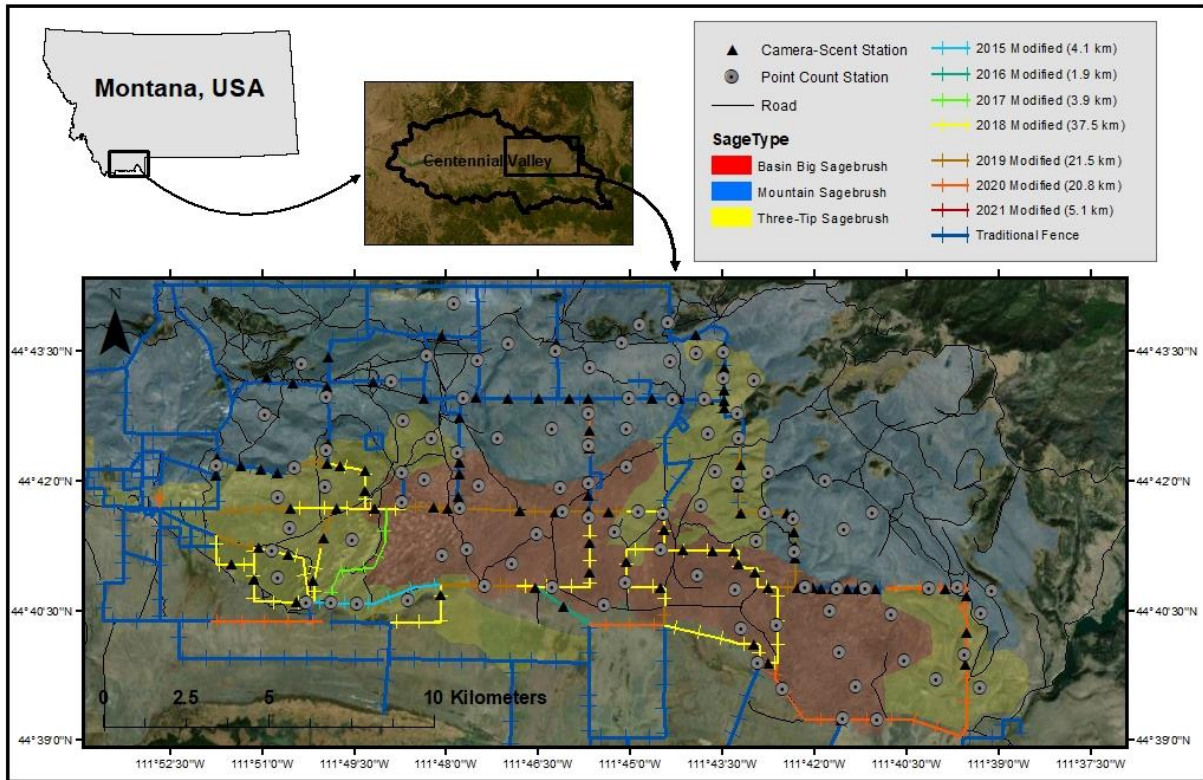 Montana, USA
Centennial Valley
Camera-Scent Station
Point Count Station
Road
SageType
Basin Big Sagebrush
Mountain Sagebrush
Three-Tip Sagebrush
2015 Modified (4.1 km)
2016 Modified (1.9 km)
2017 Modified (3.9 km)
2018 Modified (37.5 km)
2019 Modified (21.5 km)
2020 Modified (20.8 km)
2021 Modified (5.1 km)
Traditional Fence
N
44°43'30"N
44°43'30"N
44°42'0"N
44°42'0"N
44°40'30"N
44°40'30"N
0 2.5 5 10 Kilometers
44°39'0"N
44°39'0"N
111°52'30"W 111°51'0"W 111°49'30"W 111°48'0"W 111°46'30"W 111°45'0"W 111°43'30"W 111°42'0"W 111°40'30"W 111°39'0"W 111°37'30"W